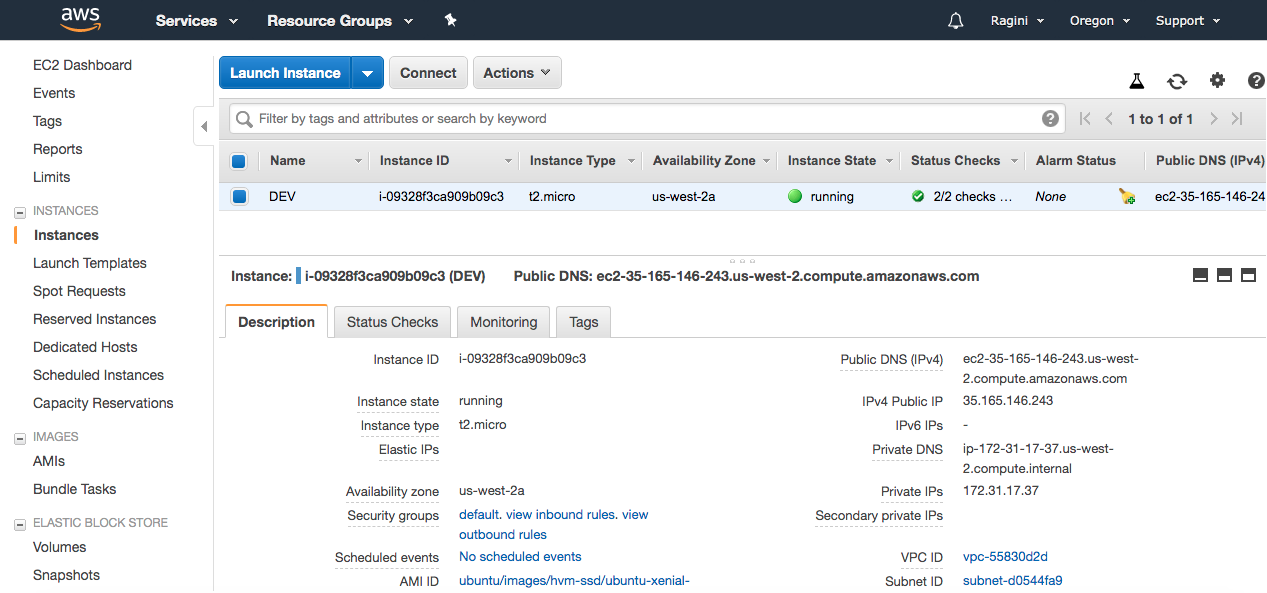 aws Services Resource Groups Ragini Oregon Support
EC2 Dashboard
Events
Tags
Reports
Limits
INSTANCES
Instances
Launch Templates
Spot Requests
Reserved Instances
Dedicated Hosts
Scheduled Instances
Capacity Reservations
IMAGES
AMIs
Bundle Tasks
ELASTIC BLOCK STORE
Volumes
Snapshots
Launch Instance Connect Actions
Filter by tags and attributes or search by keyword ? 1 to 1 of 1
Name Instance ID Instance Type Availability Zone Instance State Status Checks Alarm Status Public DNS (IPv4)
DEV i-09328f3ca909b09c3 t2.micro us-west-2a running 2/2 checks ... None ec2-35-165-146-24
Instance: i-09328f3ca909b09c3 (DEV) Public DNS: ec2-35-165-146-243.us-west-2.compute.amazonaws.com
Description Status Checks Monitoring Tags
Instance ID i-09328f3ca909b09c3
Instance state running
Instance type t2.micro
Elastic IPs
Availability zone us-west-2a
Security groups default. view inbound rules. view
outbound rules
Scheduled events No scheduled events
AMI ID ubuntu/images/hvm-ssd/ubuntu-xenial-
Public DNS (IPv4) ec2-35-165-146-243.us-west-
2.compute.amazonaws.com
IPv4 Public IP 35.165.146.243
IPv6 IPs -
Private DNS ip-172-31-17-37.us-west-
2.compute.internal
Private IPs 172.31.17.37
Secondary private IPs
VPC ID vpc-55830d2d
Subnet ID subnet-d0544fa9